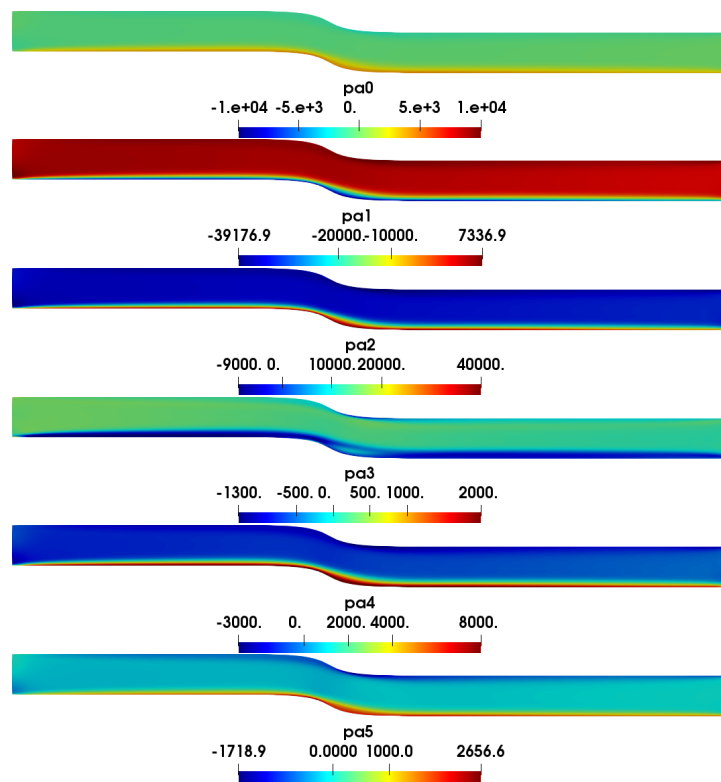 pa0
-1.e+04 -5.e+3 0. 5.e+3 1.e+04
pa1
-39176.9 -20000.-10000. 7336.9
pa2
-9000. 0. 10000.20000. 40000.
pa3
-1300. -500. 0. 500. 1000. 2000.
pa4
-3000. 0. 2000. 4000. 8000.
pa5
-1718.9 0.0000 1000.0 2656.6